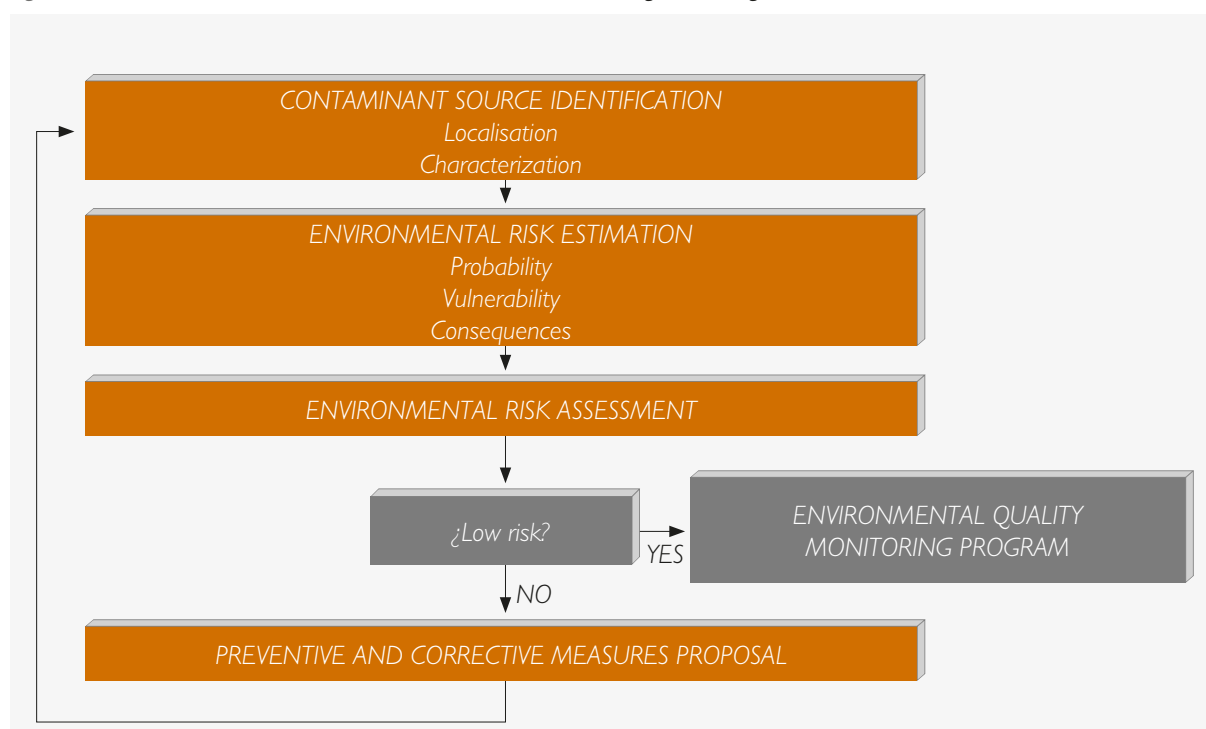 CONTAMINANT SOURCE IDENTIFICATION
Localisation
Characterization
ENVIRONMENTAL RISK ESTIMATION
Probability
Vulnerability
Consequences
ENVIRONMENTAL RISK ASSESSMENT
¿Low risk?
YES
ENVIRONMENTAL QUALITY
MONITORING PROGRAM
NO
PREVENTIVE AND CORRECTIVE MEASURES PROPOSAL